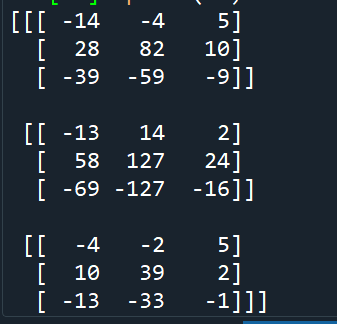 [[[ -14 -4 5]
[ 28 82 10]
[ -39 -59 -9]]
[[ -13 14 2]
[ 58 127 24]
[ -69 -127 -16]]
[[ -4 -2 5]
[ 10 39 2]
[ -13 -33 -1]]]